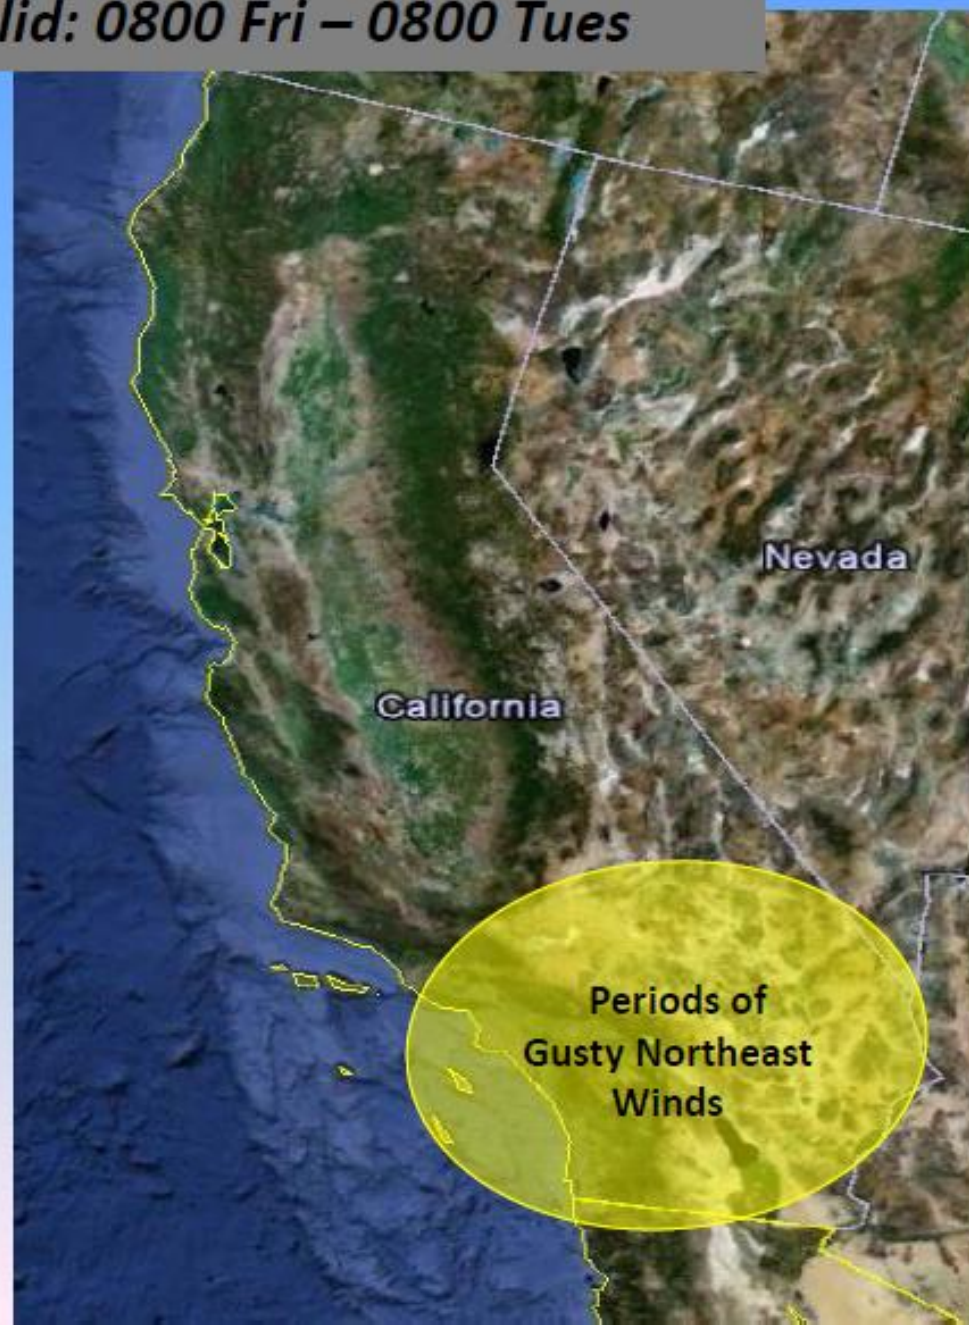 lid: 0800 Fri – 0800 Tues
Nevada
California
Periods of
Gusty Northeast
Winds